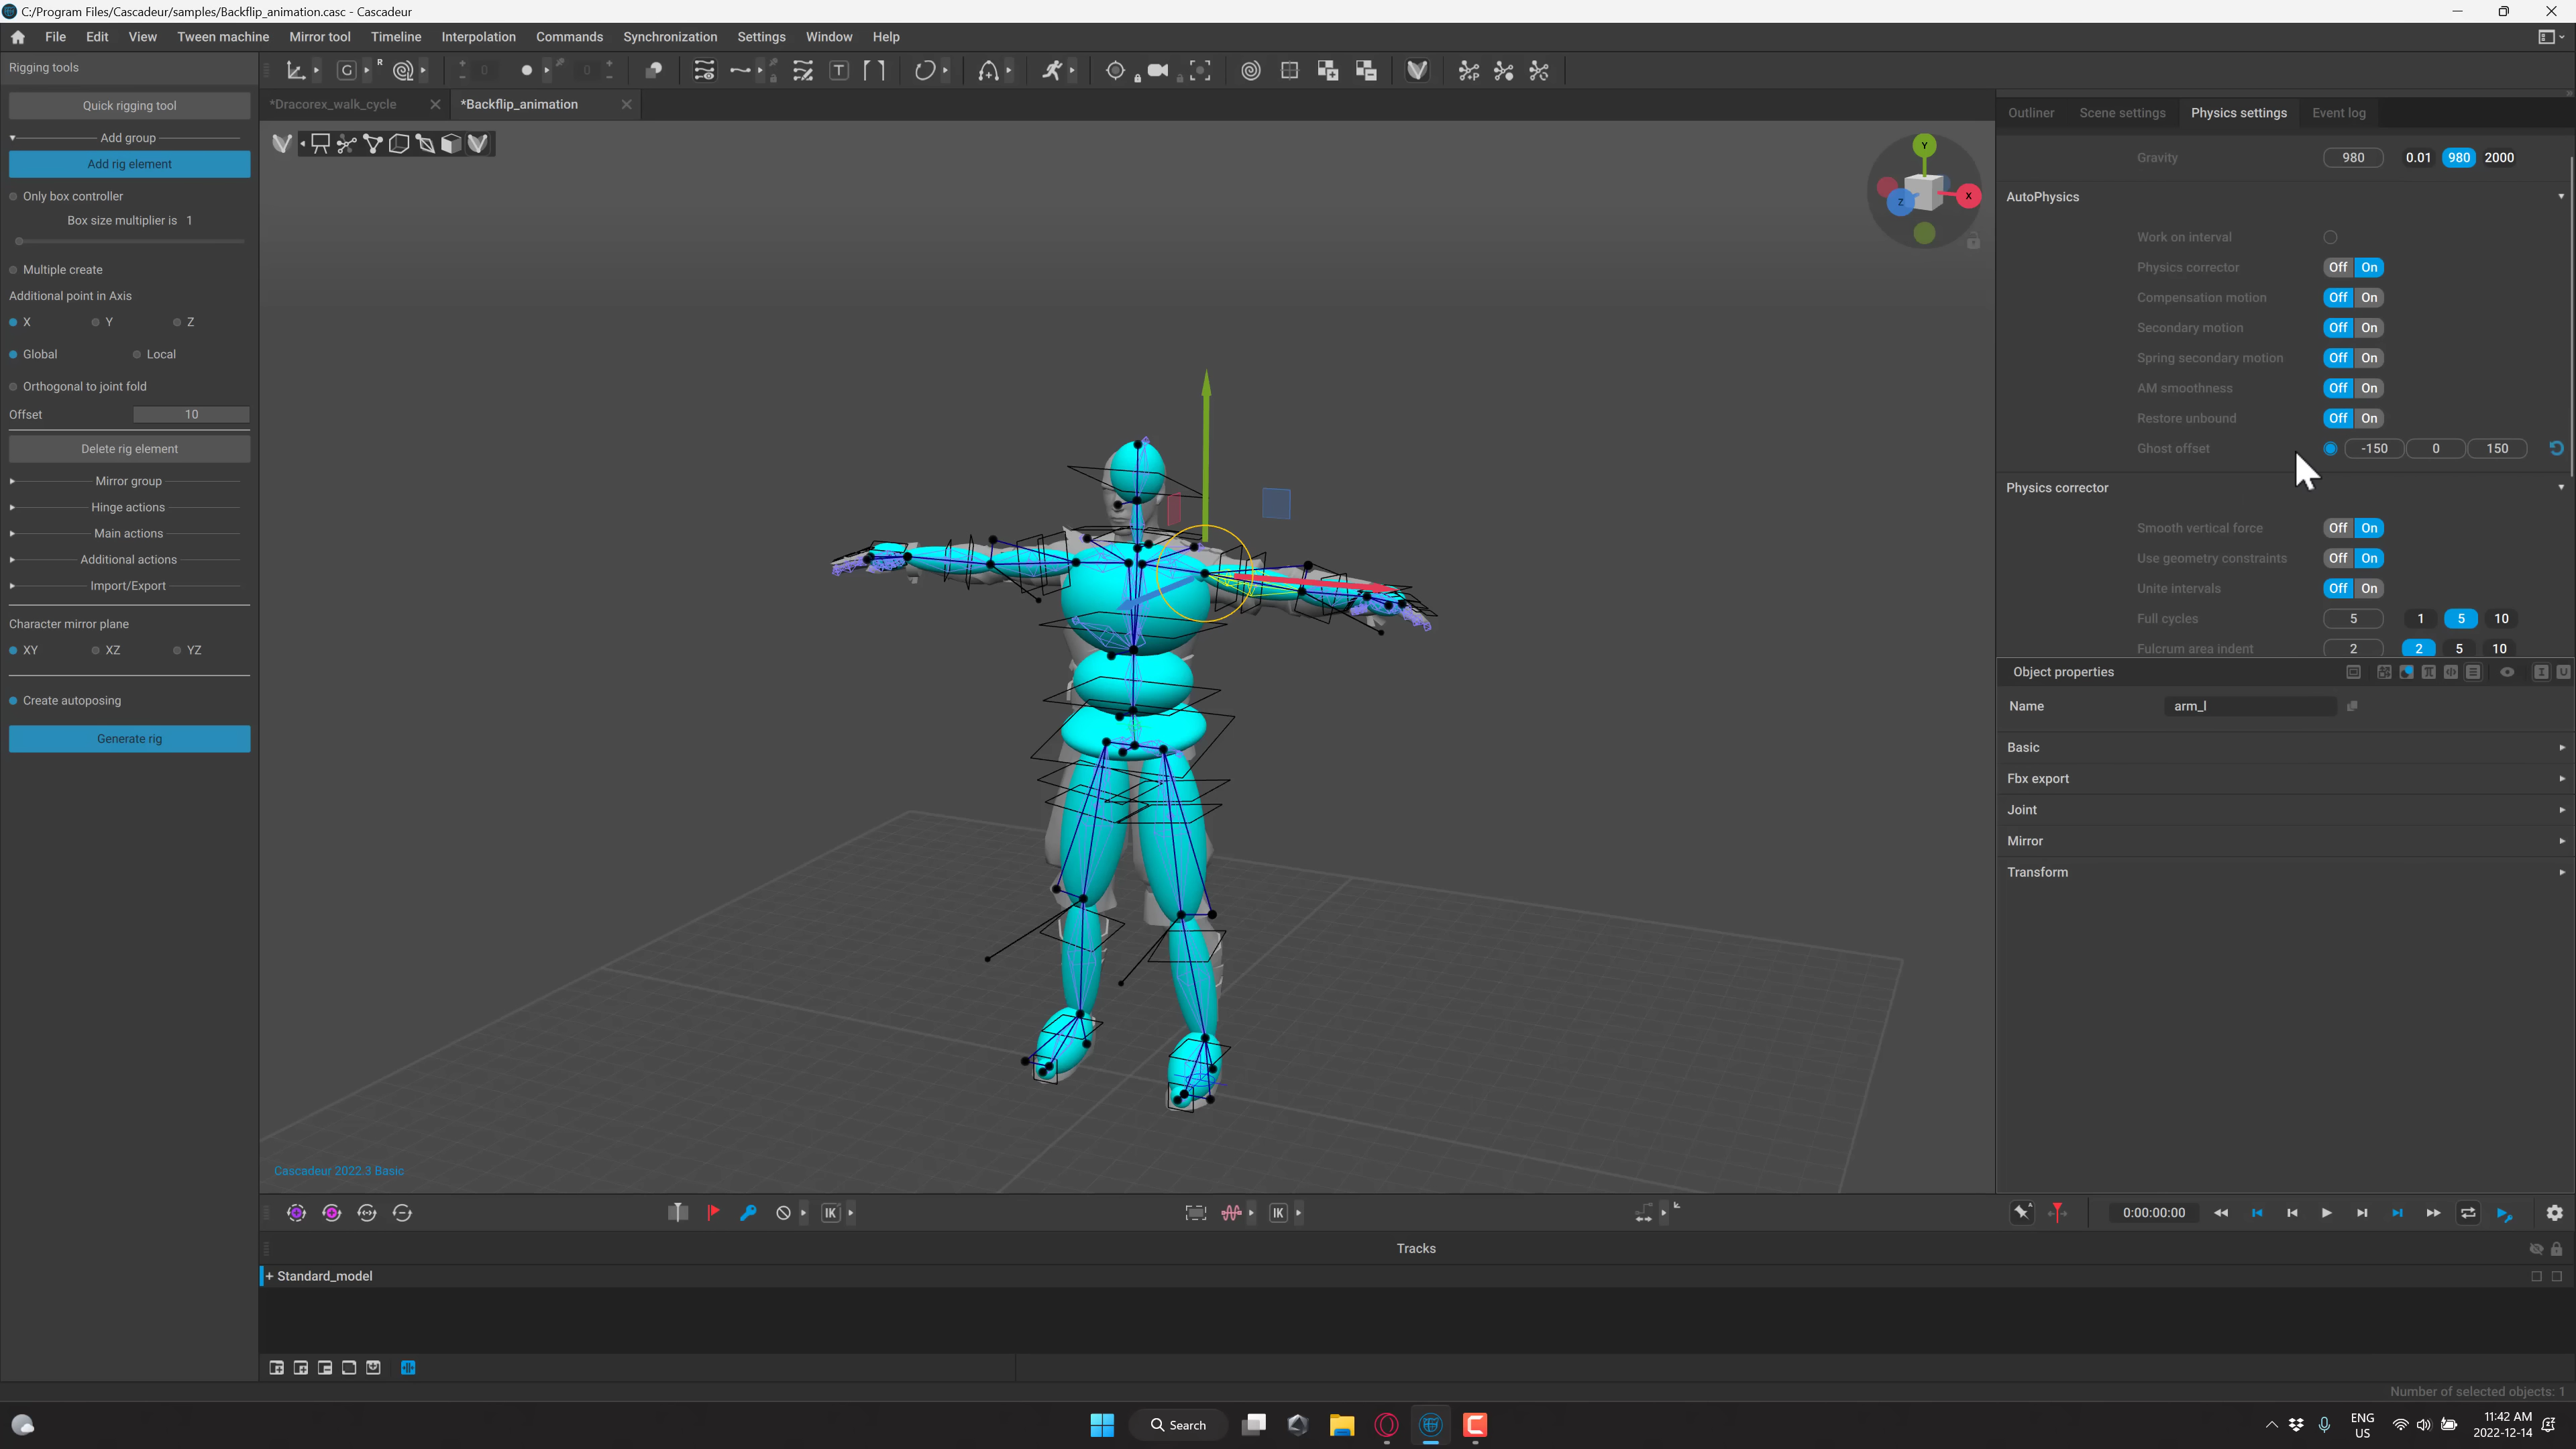 C:/Program Files/Cascadeur/samples/Backflip_animation.casc - Cascadeur
File Edit View Tween machine Mirror tool Timeline Interpolation Commands Synchronization Settings Window Help
Rigging tools
G R 0 0 T
Quick rigging tool
*Dracorex_walk_cycle *Backflip_animation
Outliner Scene settings Physics settings Event log
Add group
Add rig element
Only box controller
Box size multiplier is 1
Multiple create
Additional point in Axis
X Y Z
Global Local
Orthogonal to joint fold
Offset 10
Delete rig element
Mirror group
Hinge actions
Main actions
Additional actions
Import/Export
Character mirror plane
XY XZ YZ
Create autoposing
Generate rig
Y
X
Z
Gravity 980 0.01 980 2000
AutoPhysics
Work on interval
Physics corrector Off On
Compensation motion Off On
Secondary motion Off On
Spring secondary motion Off On
AM smoothness Off On
Restore unbound Off On
Ghost offset -150 0 150
Physics corrector
Smooth vertical force Off On
Use geometry constraints Off On
Unite intervals Off On
Full cycles 5 1 5 10
Fulcrum area indent 2 2 5 10
Object properties
Name arm_l
Basic
Fbx export
Joint
Mirror
Transform
Cascadeur 2022.3 Basic
IK IK 0:00:00:00
Tracks
+ Standard_model
Number of selected objects: 1
Search
ENG
US
11:42 AM
2022-12-14